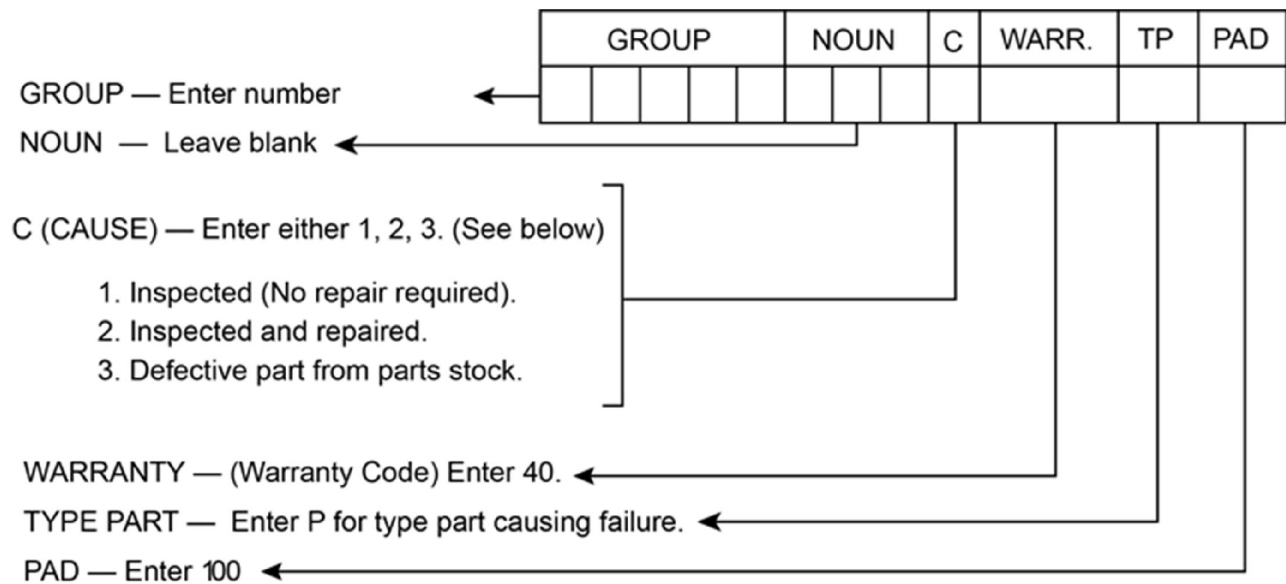 GROUP NOUN C WARR. TP PAD
GROUP — Enter number
NOUN — Leave blank
C (CAUSE) — Enter either 1, 2, 3. (See below)
1. Inspected (No repair required).
2. Inspected and repaired.
3. Defective part from parts stock.
WARRANTY — (Warranty Code) Enter 40.
TYPE PART — Enter P for type part causing failure.
PAD — Enter 100